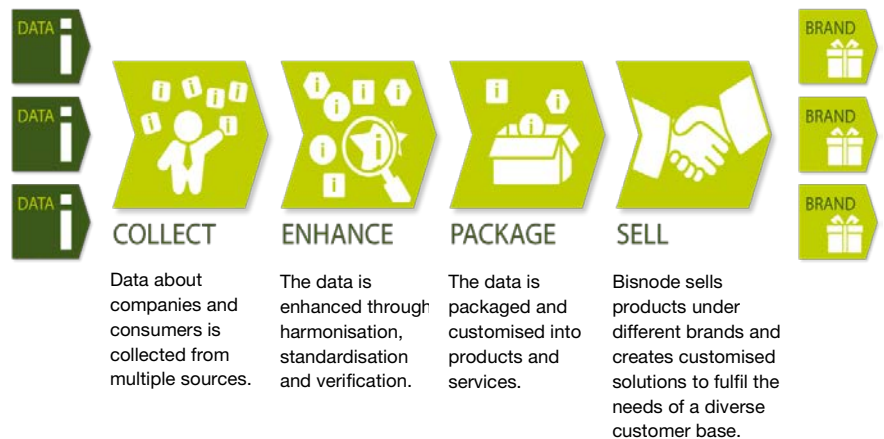 DATA
DATA
DATA
COLLECT
Data about
companies and
consumers is
collected from
multiple sources.
ENHANCE
The data is
enhanced through
harmonisation,
standardisation
and verification.
PACKAGE
The data is
packaged and
customised into
products and
services.
SELL
Bisnode sells
products under
different brands and
creates customised
solutions to fulfil the
needs of a diverse
customer base.
BRAND
BRAND
BRAND